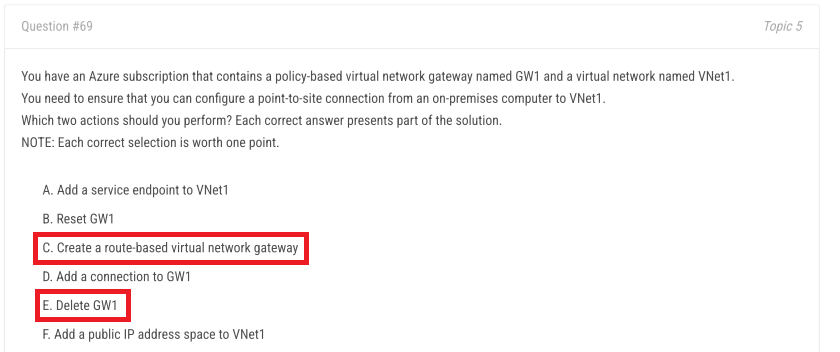 Question #69
Topic 5
You have an Azure subscription that contains a policy-based virtual network gateway named GW1 and a virtual network named VNet1.
You need to ensure that you can configure a point-to-site connection from an on-premises computer to VNet1.
Which two actions should you perform? Each correct answer presents part of the solution.
NOTE: Each correct selection is worth one point.
A. Add a service endpoint to VNet1
B. Reset GW1
C. Create a route-based virtual network gateway
D. Add a connection to GW1
E. Delete GW1
F. Add a public IP address space to VNet1